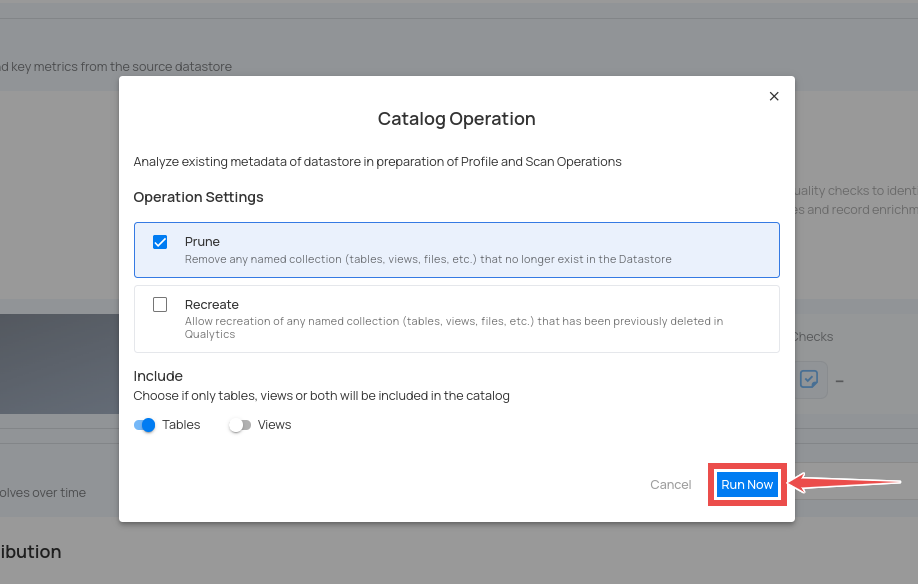 key metrics from the source datastore
Catalog Operation
Analyze existing metadata of datastore in preparation of Profile and Scan Operations
uality checks to ident
Operation Settings
es and record enrichm
Prune
Remove any named collection (tables, views, files, etc.) that no longer exist in the Datastore
Recreate
Allow recreation of any named collection (tables, views, files, etc.) that has been previously deleted in
Qualytics
Checks
–
Include
Choose if only tables, views or both will be included in the catalog
Tables Views
Cancel Run Now
olves over time
ibution